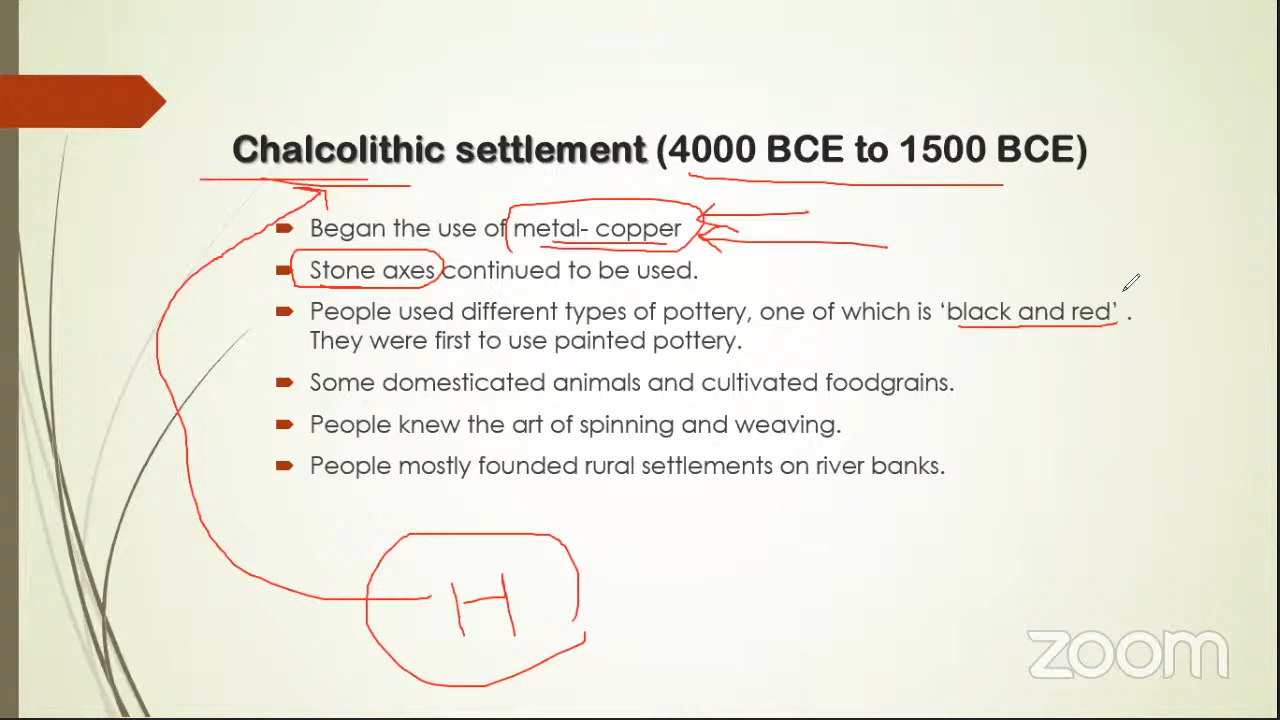 Chalcolithic settlement (4000 BCE to 1500 BCE)
Began the use of metal- copper
Stone axes continued to be used.
People used different types of pottery, one of which is ‘black and red’ .
They were first to use painted pottery.
Some domesticated animals and cultivated foodgrains.
People knew the art of spinning and weaving.
People mostly founded rural settlements on river banks.
H
zoom